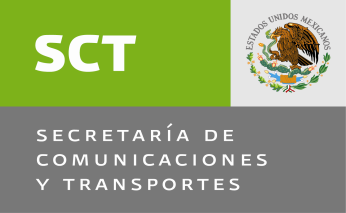 SCT
ESTADOS UNIDOS MEXICANOS
SECRETARÍA DE
COMUNICACIONES
Y TRANSPORTES